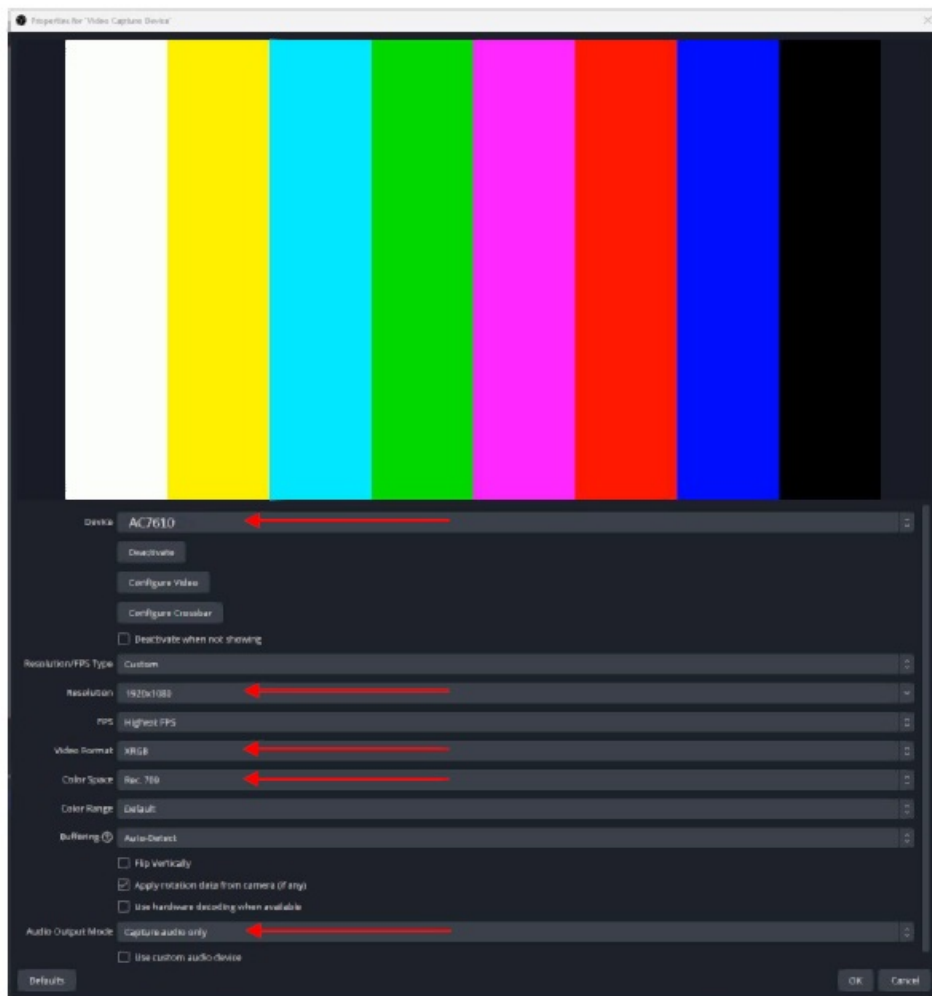 Properties for 'Video Capture Device'
Device AC7610
Deactivate
Configure Video
Configure Crossbar
Deactivate when not showing
Resolution/FPS Type Custom
Resolution 1920x1080
FPS Highest FPS
Video Format XRGB
Color Space Rec. 709
Color Range Default
Buffering ? Auto-Detect
Flip Vertically
Apply rotation data from camera (if any)
Use hardware decoding when available
Audio Output Mode Capture audio only
Use custom audio device
Defaults OK Cancel